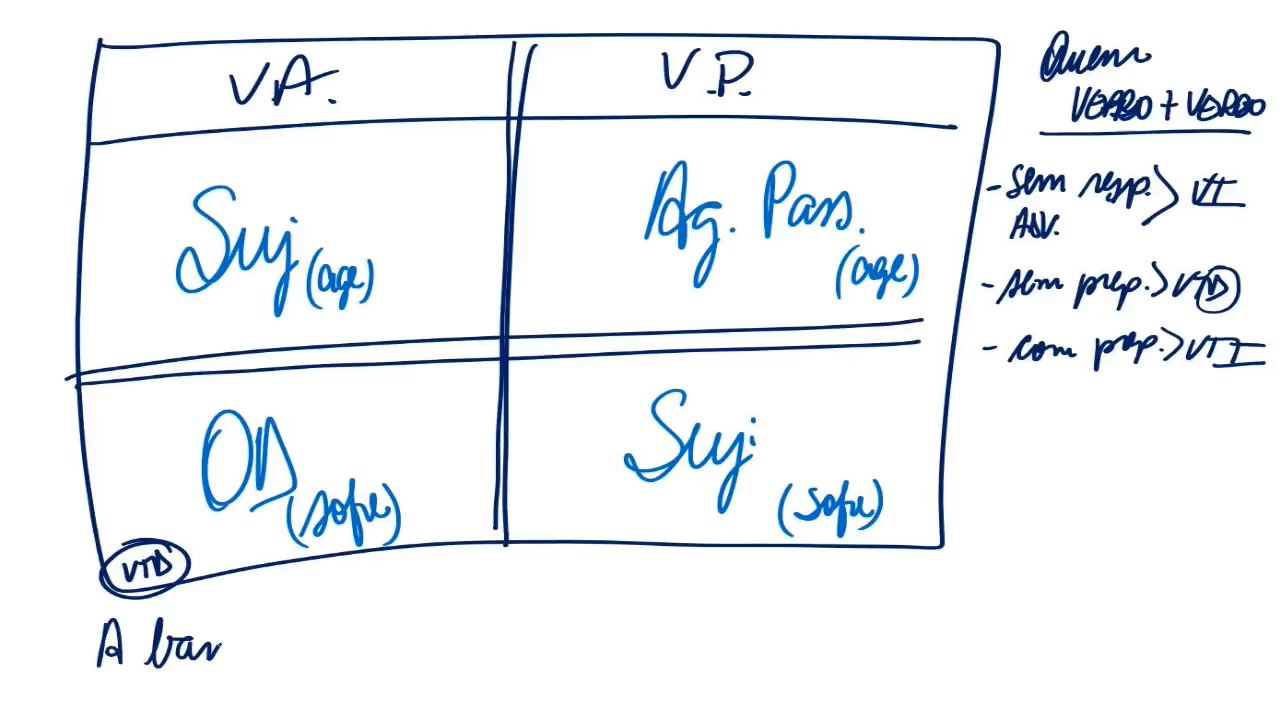 V.A.
V.P.
Suj (age)
Ag. Pass.
(age)
OD (sofre)
Suj
(sofre)
VTD
A ban
Quem
VERBO + VERBO
- sem resp. > VI
ADV.
- sem prep. > VTD
- com prep. > VTI